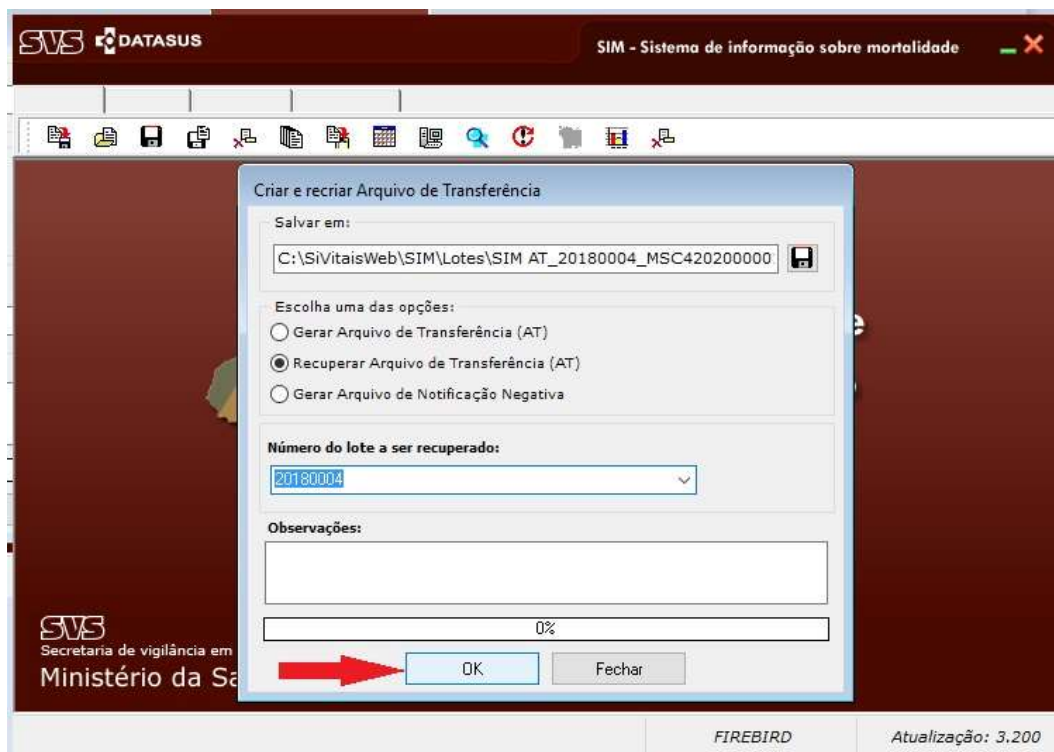 SVS DATASUS
SIM - Sistema de informação sobre mortalidade
Criar e recriar Arquivo de Transferência
Salvar em:
C:\SiVitaisWeb\SIM\Lotes\SIM AT_20180004_MSC420200000
Escolha uma das opções:
Gerar Arquivo de Transferência (AT)
Recuperar Arquivo de Transferência (AT)
Gerar Arquivo de Notificação Negativa
e
Número do lote a ser recuperado:
20180004
Observações:
0%
OK Fechar
SVS
Secretaria de vigilância em
Ministério da Sa
FIREBIRD Atualização: 3.200